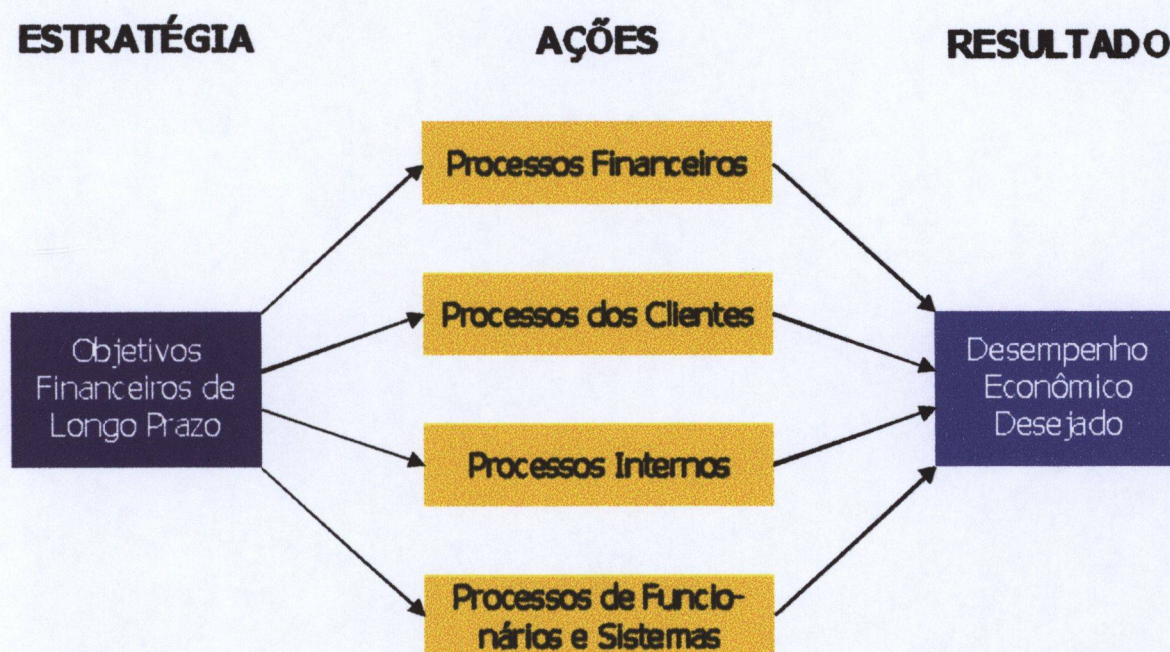 ESTRATÉGIA
AÇÕES
RESULTADO
Processos Financeiros
Processos dos Clientes
Objetivos
Financeiros de
Longo Prazo
Desempenho
Econômico
Desejado
Processos Internos
Processos de Funcio-
nários e Sistemas